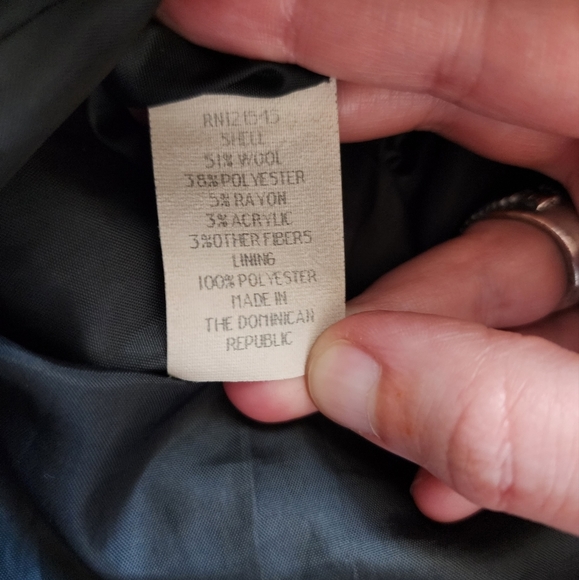 RN121545
SHELL
51% WOOL
38% POLYESTER
5% RAYON
3% ACRYLIC
3% OTHER FIBERS
LINING
100% POLYESTER
MADE IN
THE DOMINICAN
REPUBLIC